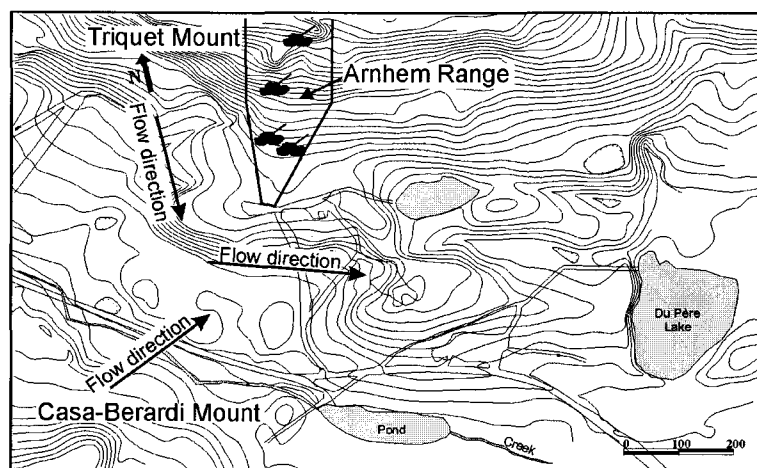 Triquet Mount
Arnhem Range
N
Flow direction
Flow direction
Flow direction
Du Père
Lake
Casa-Berardi Mount
Pond
Creek
0 100 200